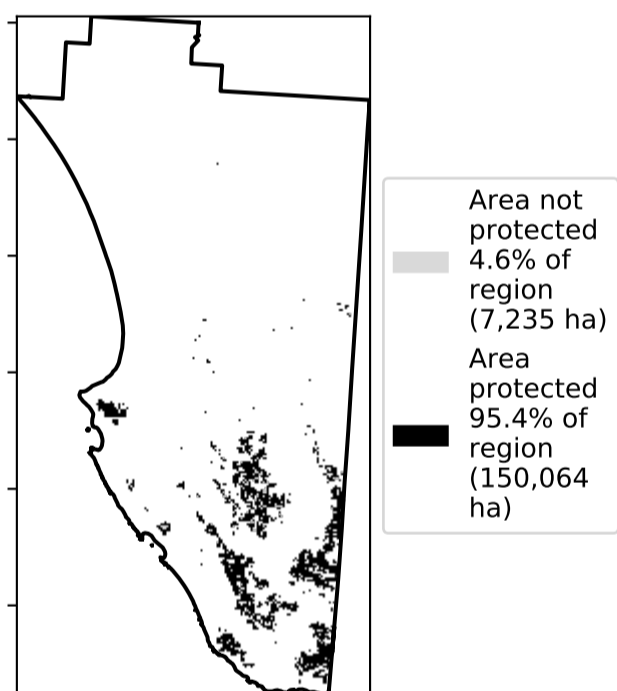 Area not
protected
4.6% of
region
(7,235 ha)
Area
protected
95.4% of
region
(150,064
ha)